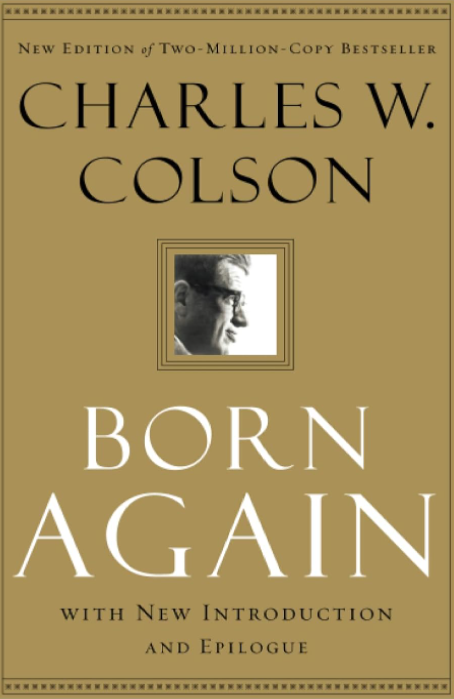 New Edition of Two-Million-Copy Bestseller
Charles W.
Colson
Born
Again
with New Introduction
and Epilogue